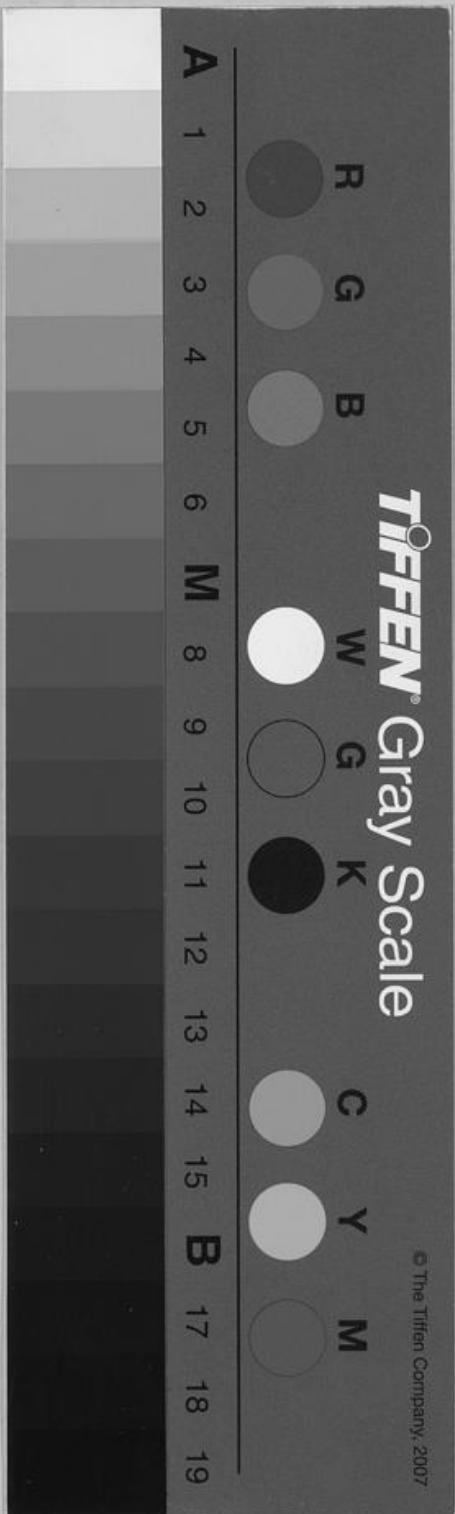 TIFFEN® Gray Scale
© The Tiffen Company, 2007
R G B W G K C Y M
A 1 2 3 4 5 6 M 8 9 10 11 12 13 14 15 B 17 18 19